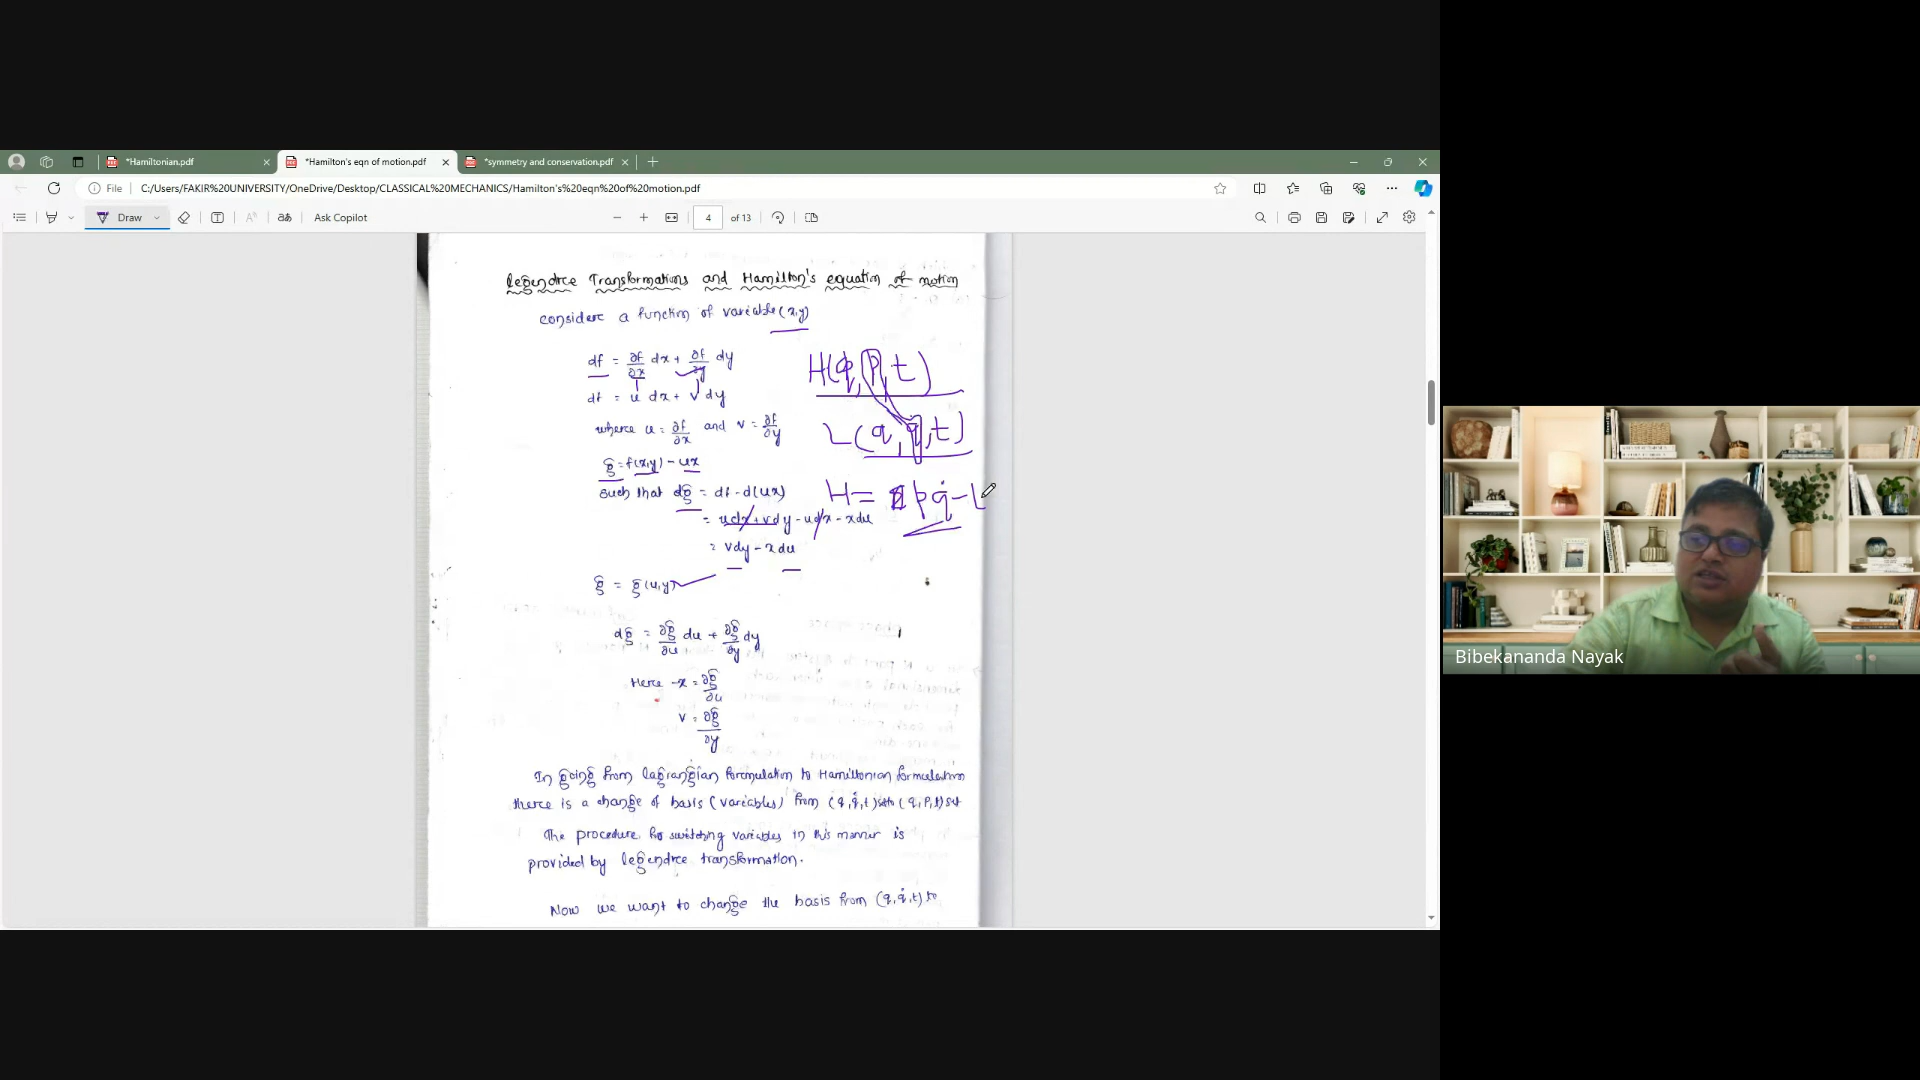 *Hamiltonian.pdf
*Hamilton's eqn of motion.pdf
*symmetry and conservation.pdf
File
C:/Users/FAKIR%20UNIVERSITY/OneDrive/Desktop/CLASSICAL%20MECHANICS/Hamilton's%20eqn%20of%20motion.pdf
Draw
Ask Copilot
4 of 13
Legendre Transformations and Hamilton's equation of motion
consider a function of variable (x,y)
df = ∂f/∂x dx + ∂f/∂y dy
df = u dx + v dy
where u = ∂f/∂x and v = ∂f/∂y
g = f(x,y) - ux
such that dg = df - d(ux)
= udx + vdy - udx - xdu
= vdy - xdu
g = g(u,y)
dg = ∂g/∂u du + ∂g/∂y dy
Here -x = ∂g/∂u
v = ∂g/∂y
In going from lagrangian formulation to Hamiltonian formulation
there is a change of basis (variables) from (q,q̇,t) to (q,p,t)
The procedure for switching variables in this manner is
provided by legendre transformation.
Now we want to change the basis from (q,q̇,t) to
H(q,p,t)
L(q,q̇,t)
H = pq̇ - L
Bibekananda Nayak